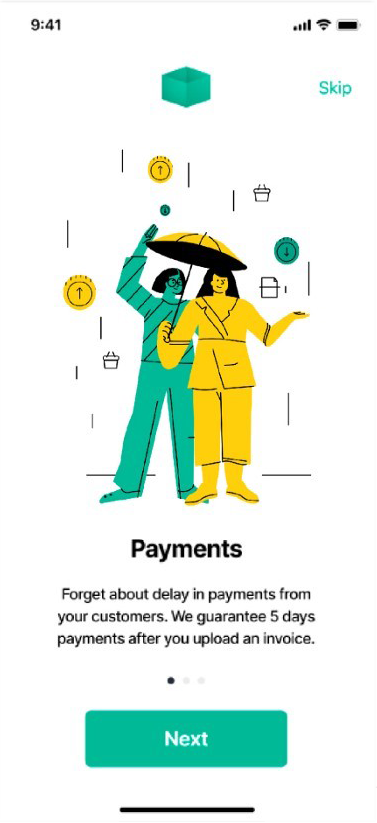 9:41
Skip
Payments
Forget about delay in payments from
your customers. We guarantee 5 days
payments after you upload an invoice.
Next